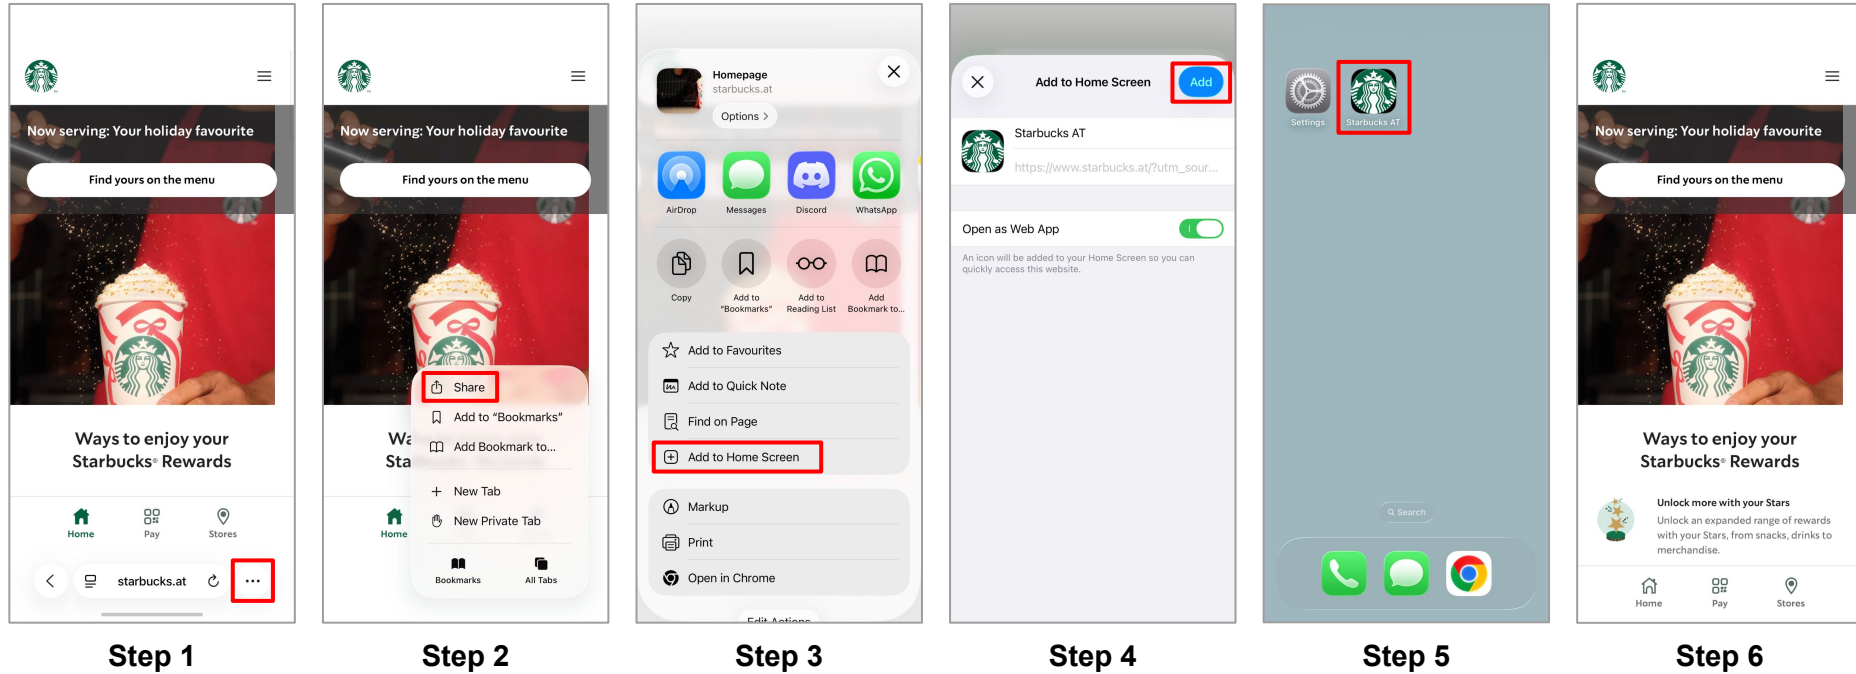 Now serving: Your holiday favourite
Find yours on the menu
Ways to enjoy your
Starbucks® Rewards
Home
Pay
Stores
starbucks.at
Step 1
Now serving: Your holiday favourite
Find yours on the menu
Wa
Sta
Share
Add to “Bookmarks”
Add Bookmark to...
New Tab
New Private Tab
Home
Bookmarks
All Tabs
Step 2
Homepage
starbucks.at
Options >
AirDrop
Messages
Discord
WhatsApp
Copy
Add to
“Bookmarks”
Add to
Reading List
Add
Bookmark to...
Add to Favourites
Add to Quick Note
Find on Page
Add to Home Screen
Markup
Print
Open in Chrome
Edit Actions
Step 3
Add to Home Screen
Add
Starbucks AT
https://www.starbucks.at/?utm_sour...
Open as Web App
An icon will be added to your Home Screen so you can
quickly access this website.
Step 4
Settings
Starbucks AT
Search
Step 5
Now serving: Your holiday favourite
Find yours on the menu
Ways to enjoy your
Starbucks® Rewards
Unlock more with your Stars
Unlock an expanded range of rewards
with your Stars, from snacks, drinks to
merchandise.
Home
Pay
Stores
Step 6